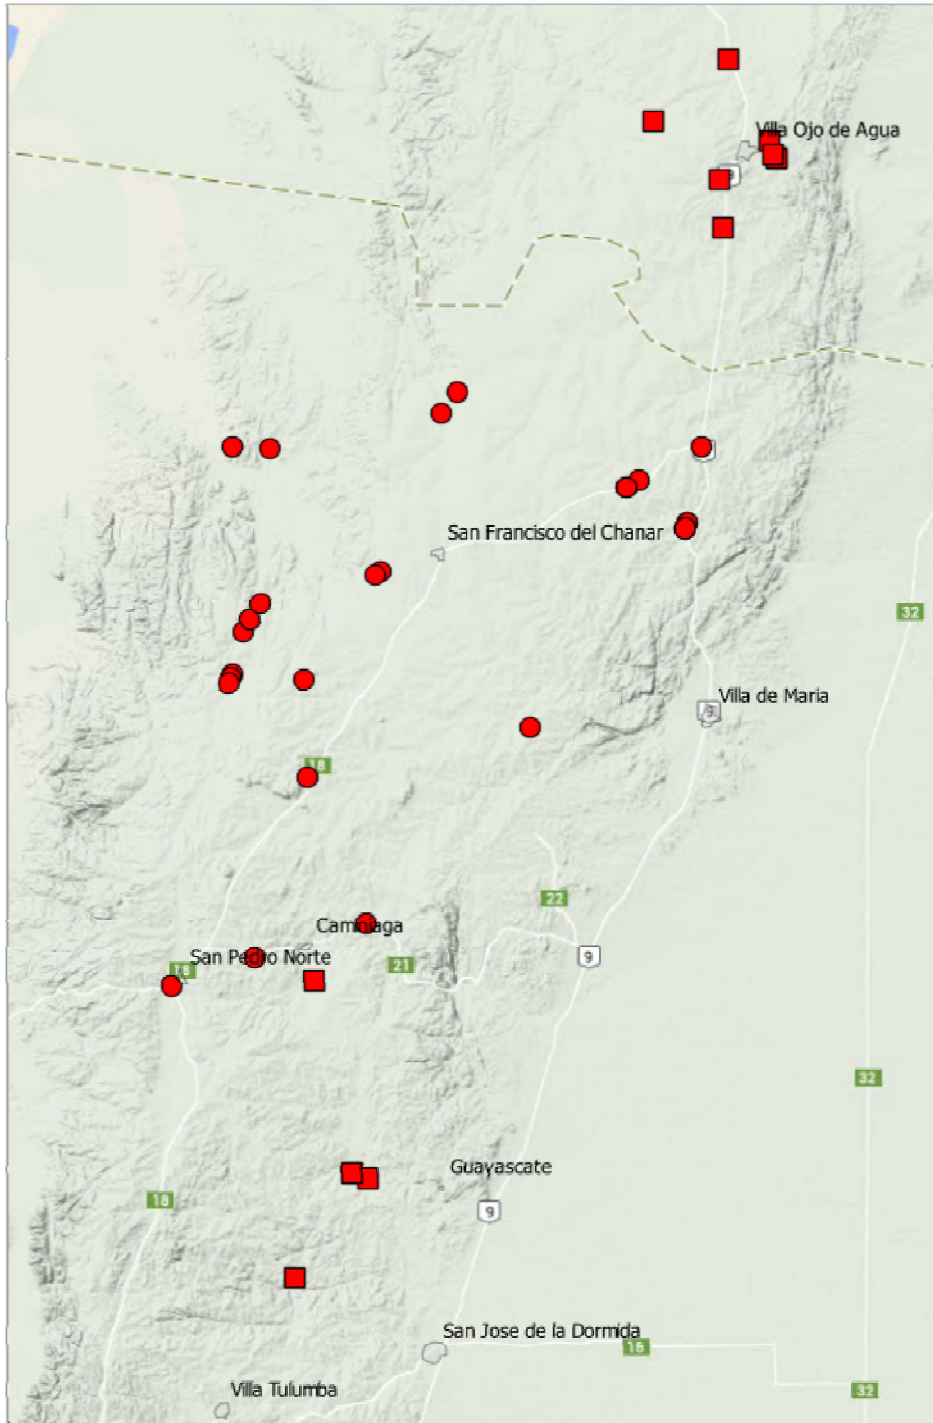 Villa Ojo de Agua
9
San Francisco del Chanar
32
Villa de Maria
9
18
22
Caminiaga
San Pedro Norte
9
18
21
32
Guayascate
18
9
San Jose de la Dormida
16
Villa Tulumba
32